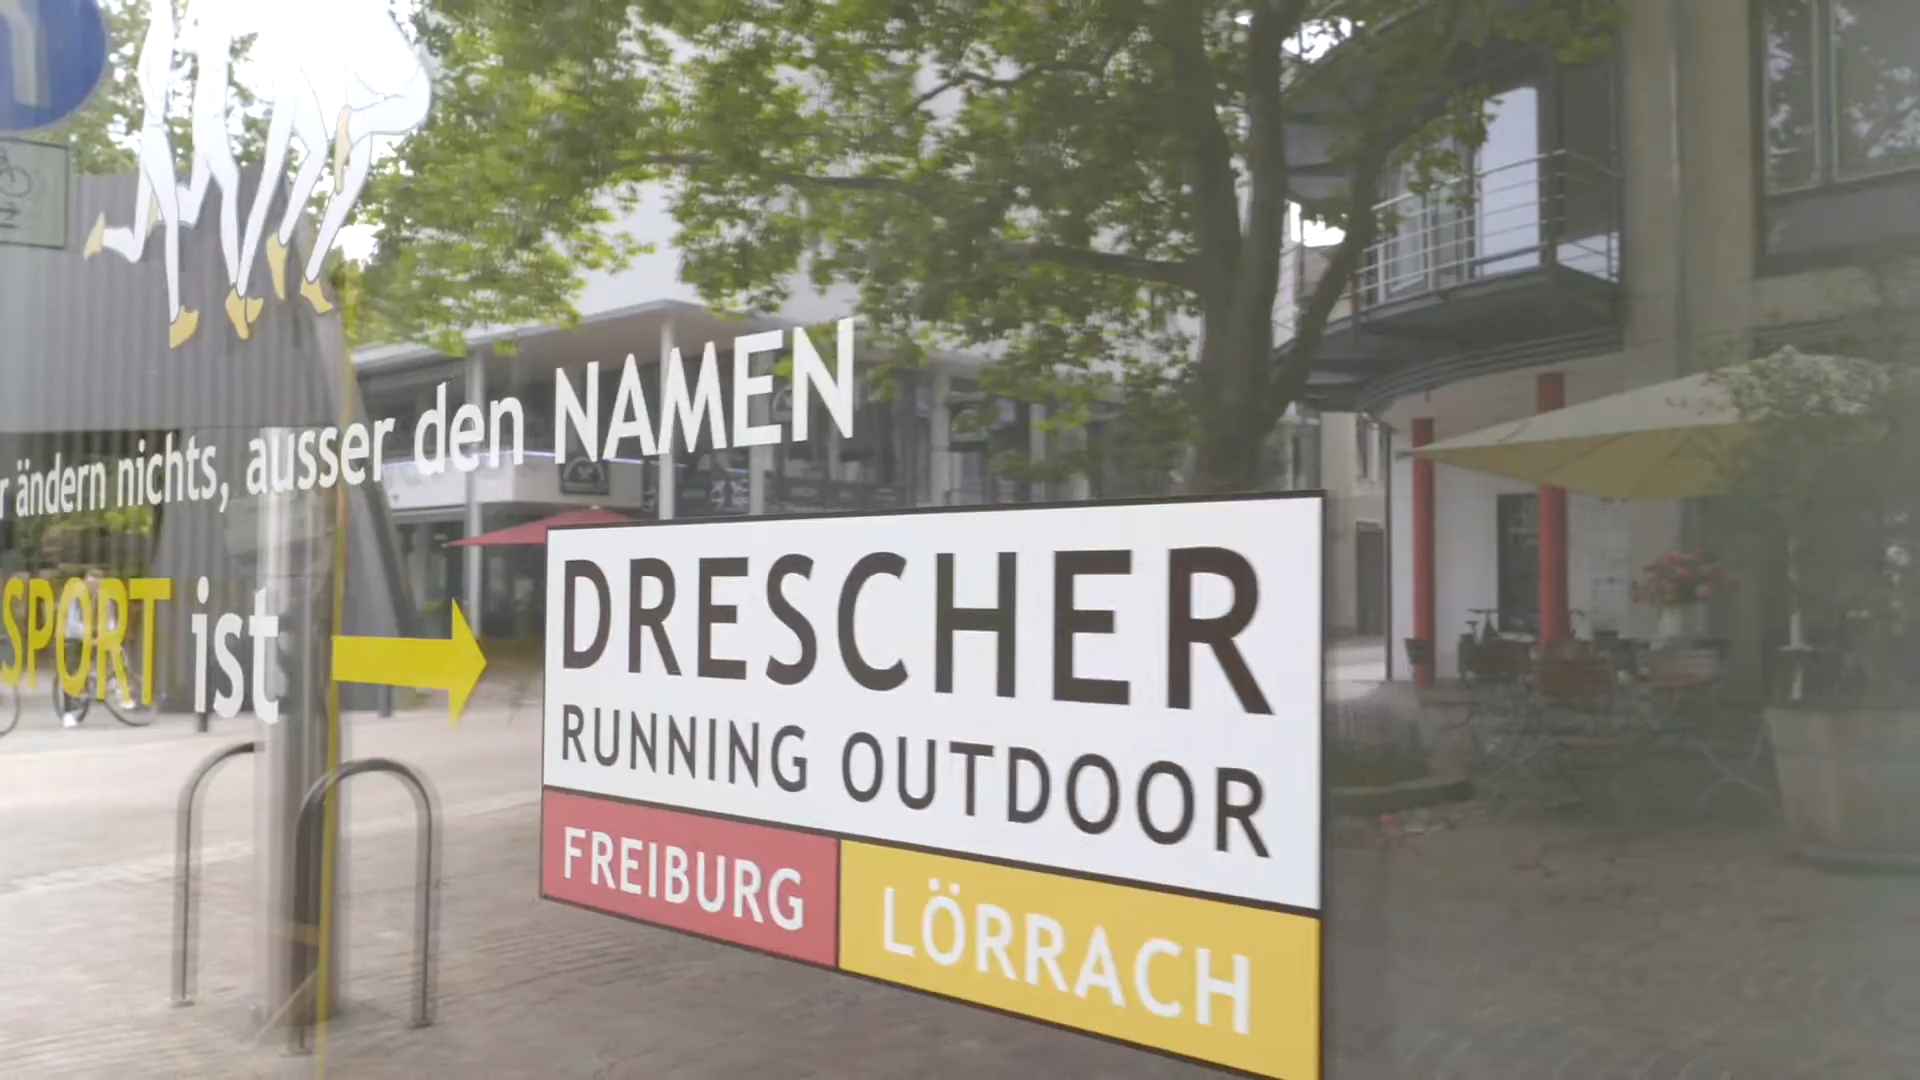 ändern nichts, ausser den NAMEN
SPORT ist
DRESCHER
RUNNING OUTDOOR
FREIBURG
LÖRRACH